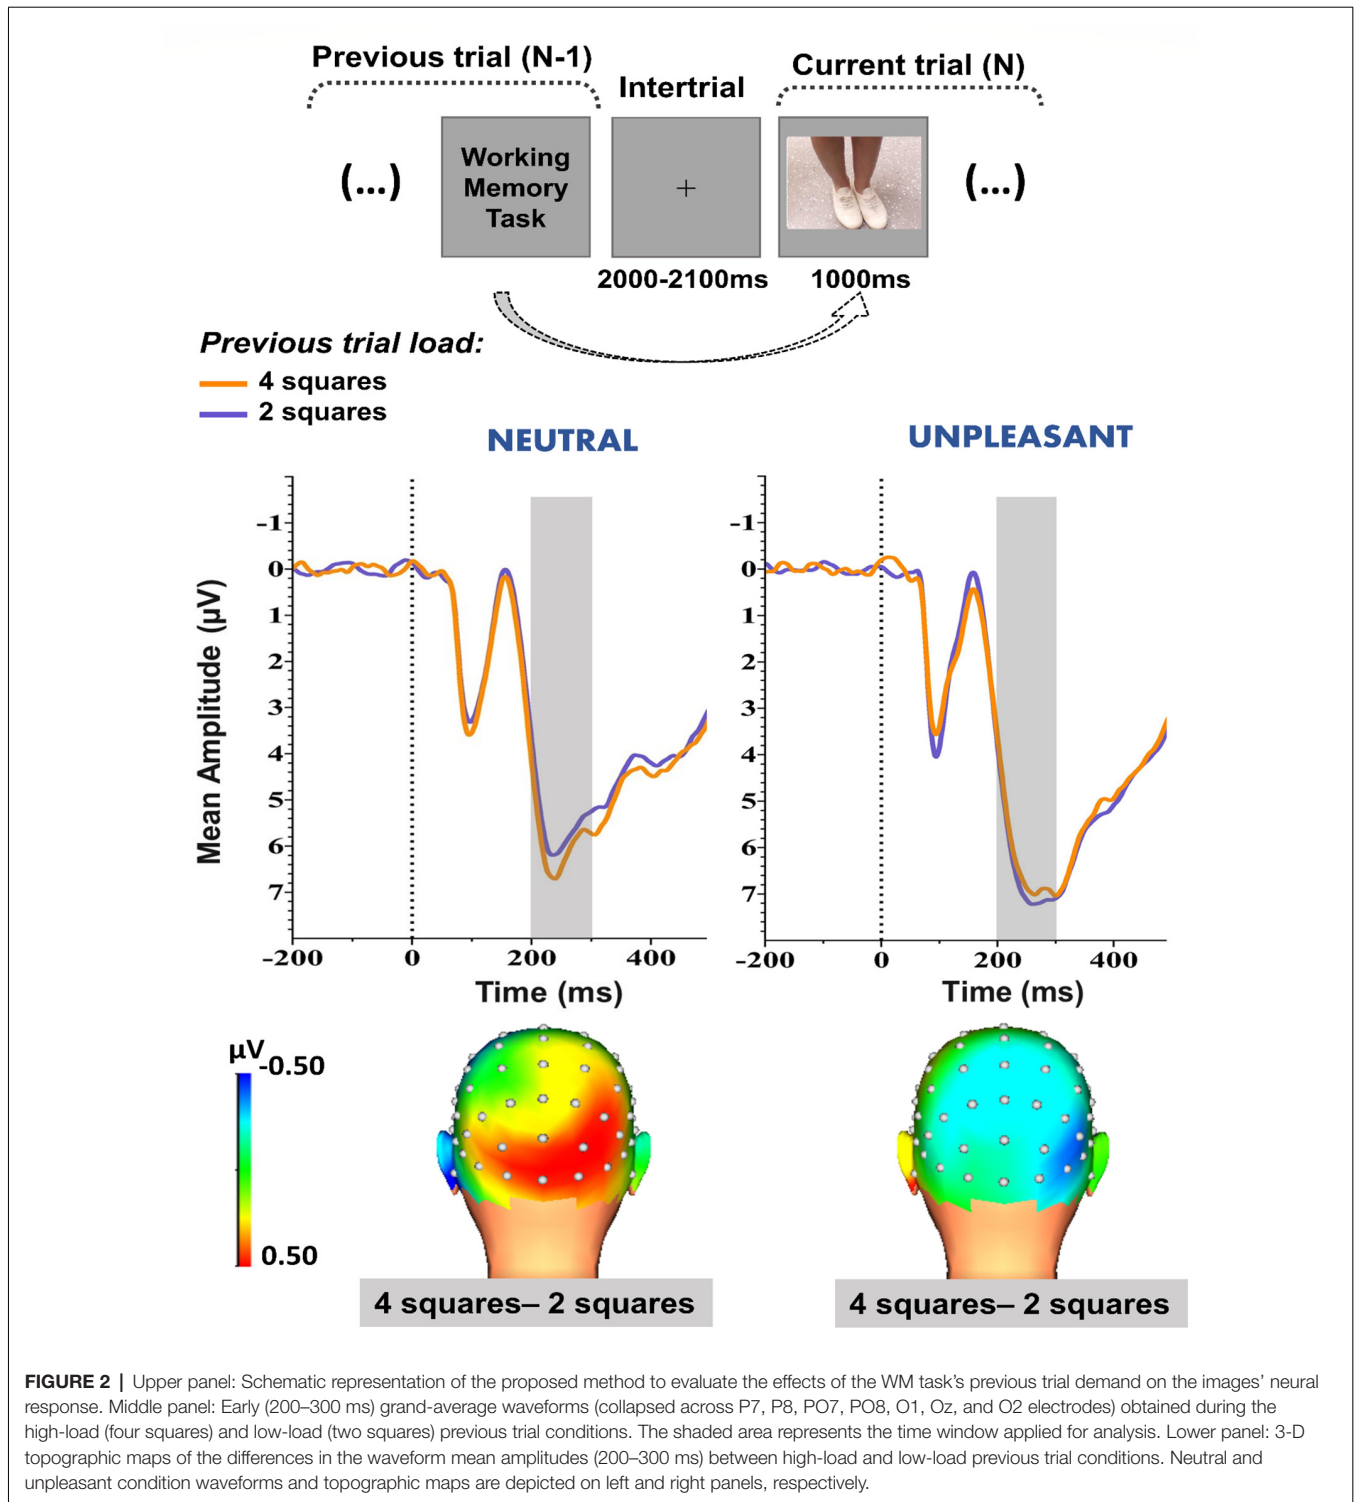 Previous trial (N-1)
Intertrial
Current trial (N)
(...)
Working
Memory
Task
+
(...)
2000-2100ms
1000ms
Previous trial load:
4 squares
2 squares
NEUTRAL
UNPLEASANT
Mean Amplitude (µV)
-1
0
1
2
3
4
5
6
7
-200 0 200 400
Time (ms)
-1
0
1
2
3
4
5
6
7
-200 0 200 400
Time (ms)
µV
-0.50
0.50
4 squares– 2 squares
4 squares– 2 squares
FIGURE 2 | Upper panel: Schematic representation of the proposed method to evaluate the effects of the WM task's previous trial demand on the images' neural
response. Middle panel: Early (200–300 ms) grand-average waveforms (collapsed across P7, P8, PO7, PO8, O1, Oz, and O2 electrodes) obtained during the
high-load (four squares) and low-load (two squares) previous trial conditions. The shaded area represents the time window applied for analysis. Lower panel: 3-D
topographic maps of the differences in the waveform mean amplitudes (200–300 ms) between high-load and low-load previous trial conditions. Neutral and
unpleasant condition waveforms and topographic maps are depicted on left and right panels, respectively.